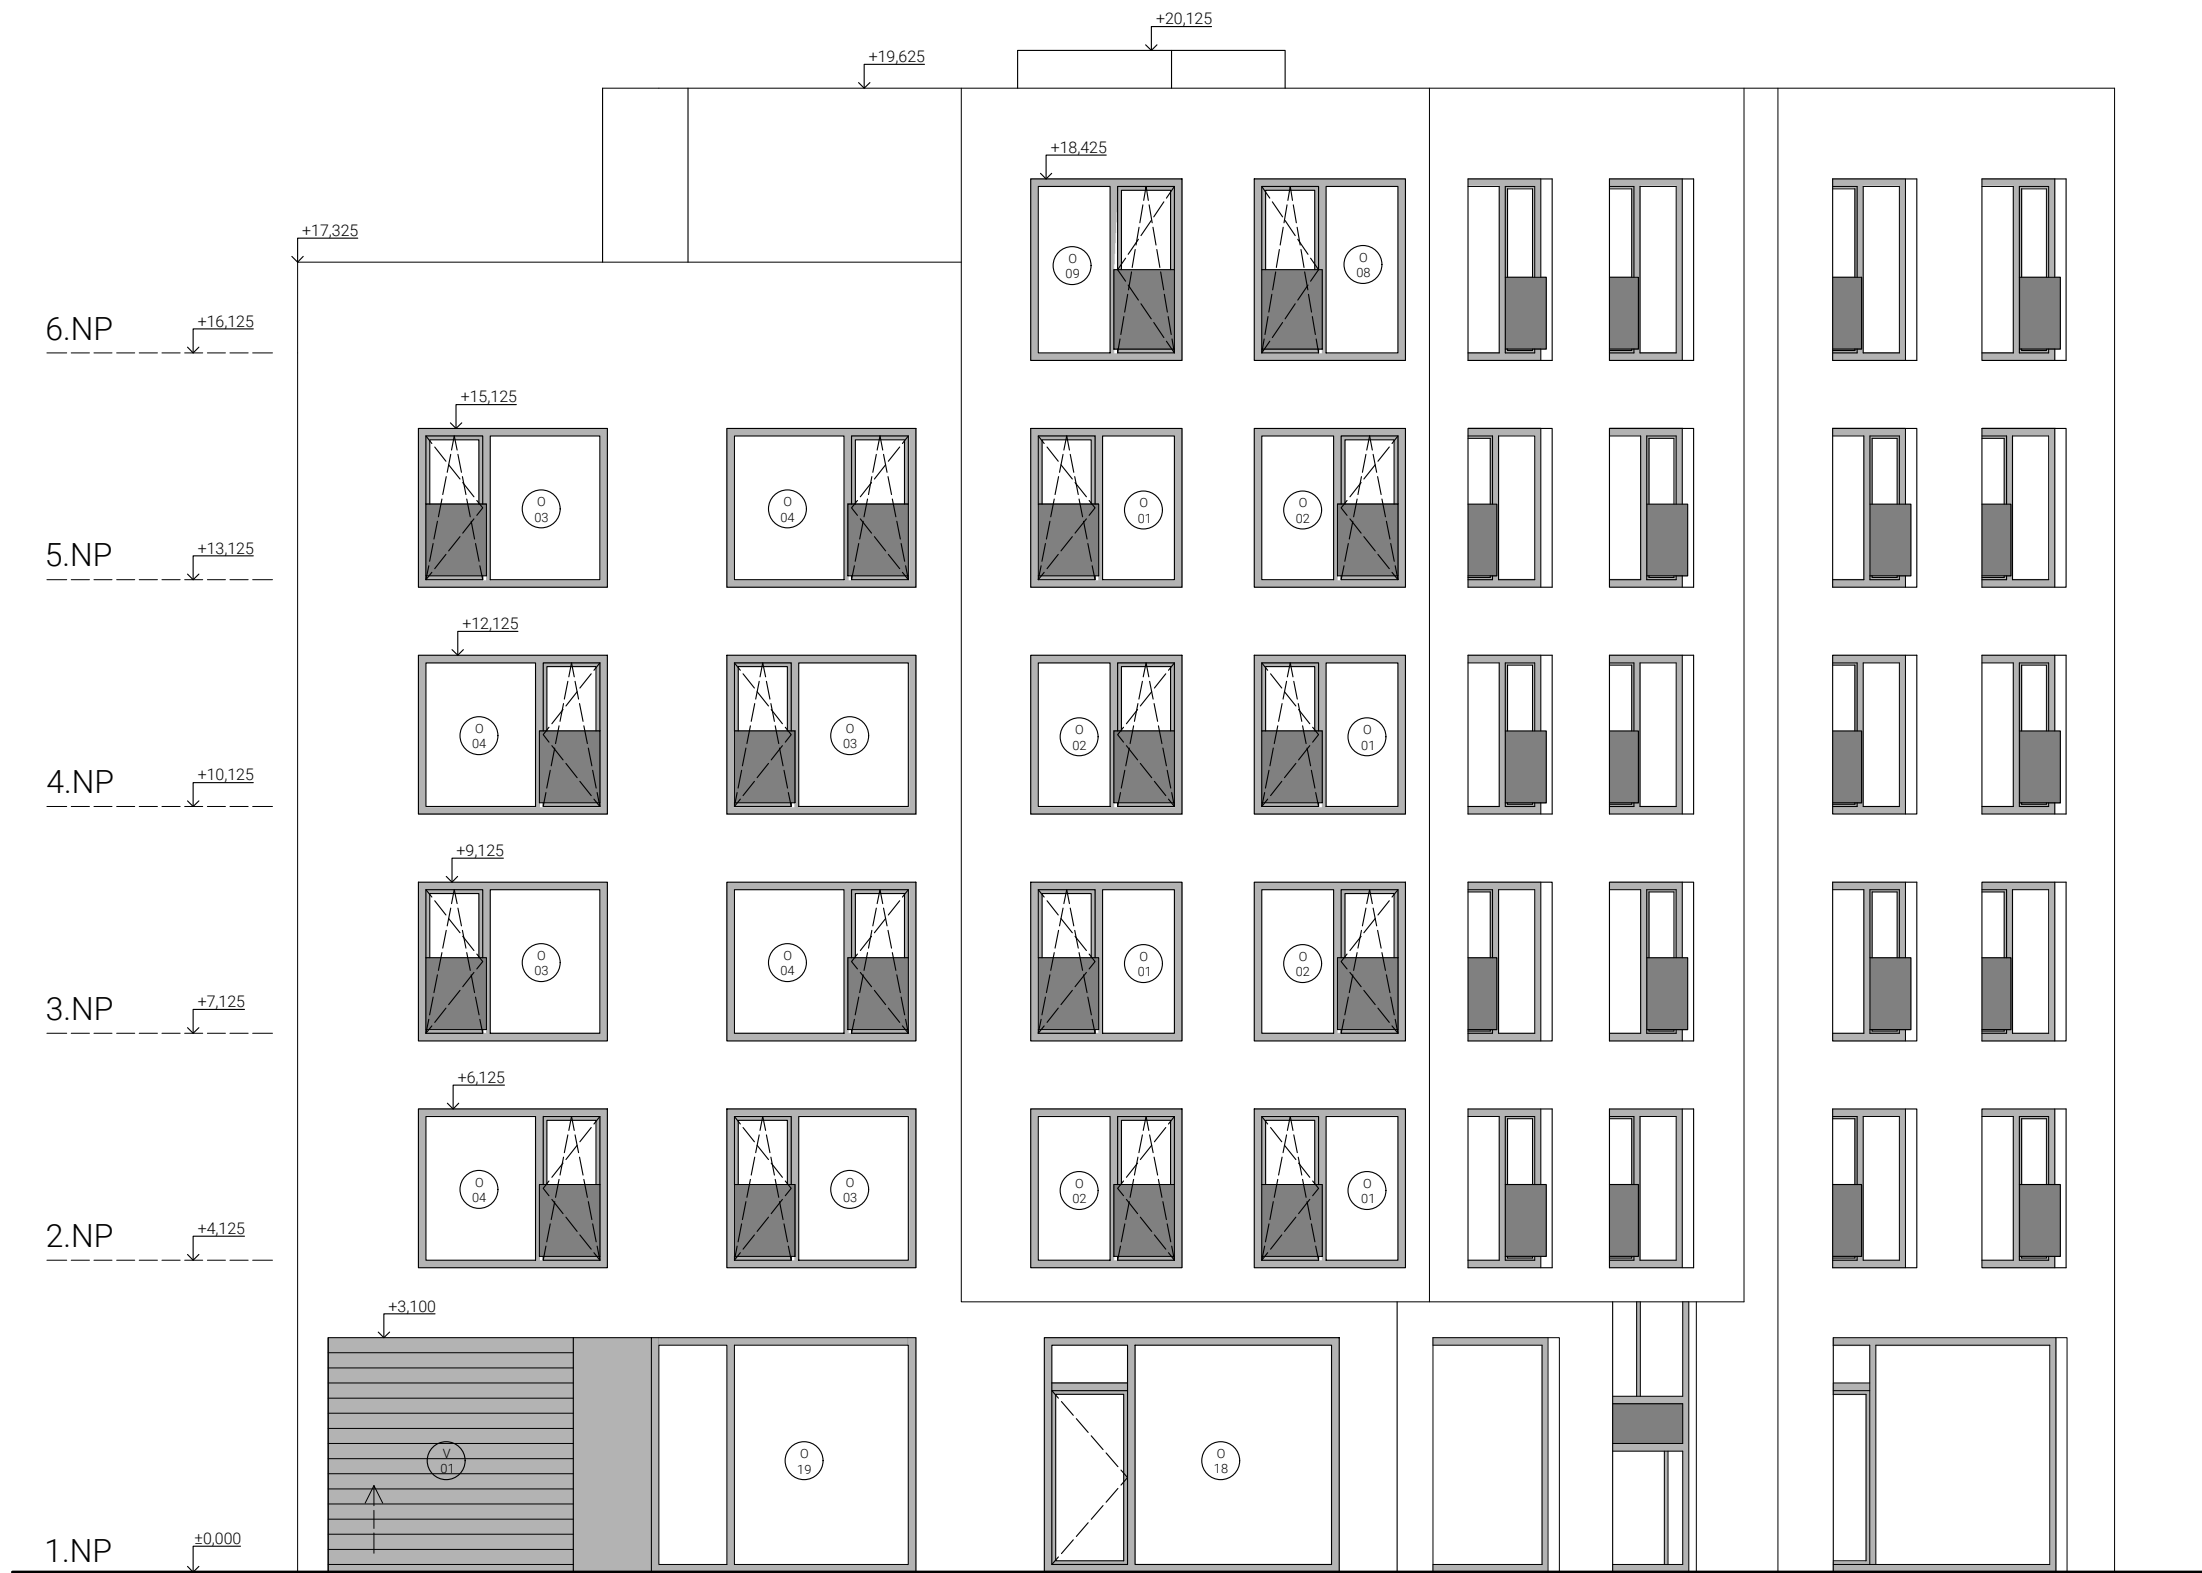 +20,125
+19,625
+18,425
+17,325
O
09
O
08
6.NP
+16,125
+15,125
O
03
O
04
O
01
O
02
5.NP
+13,125
+12,125
O
04
O
03
O
02
O
01
4.NP
+10,125
+9,125
O
03
O
04
O
01
O
02
3.NP
+7,125
+6,125
O
04
O
03
O
02
O
01
2.NP
+4,125
+3,100
V
01
O
19
O
18
1.NP
±0,000